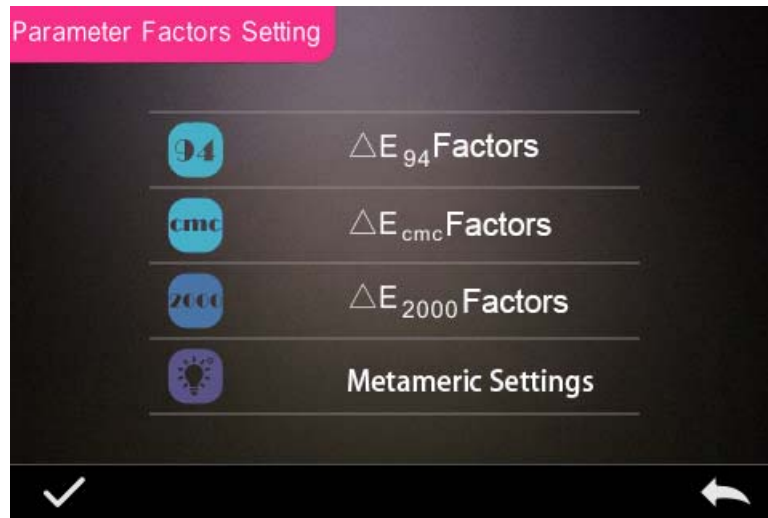 Parameter Factors Setting
94 △E94Factors
cmc △EcmcFactors
2000 △E2000Factors
Metameric Settings